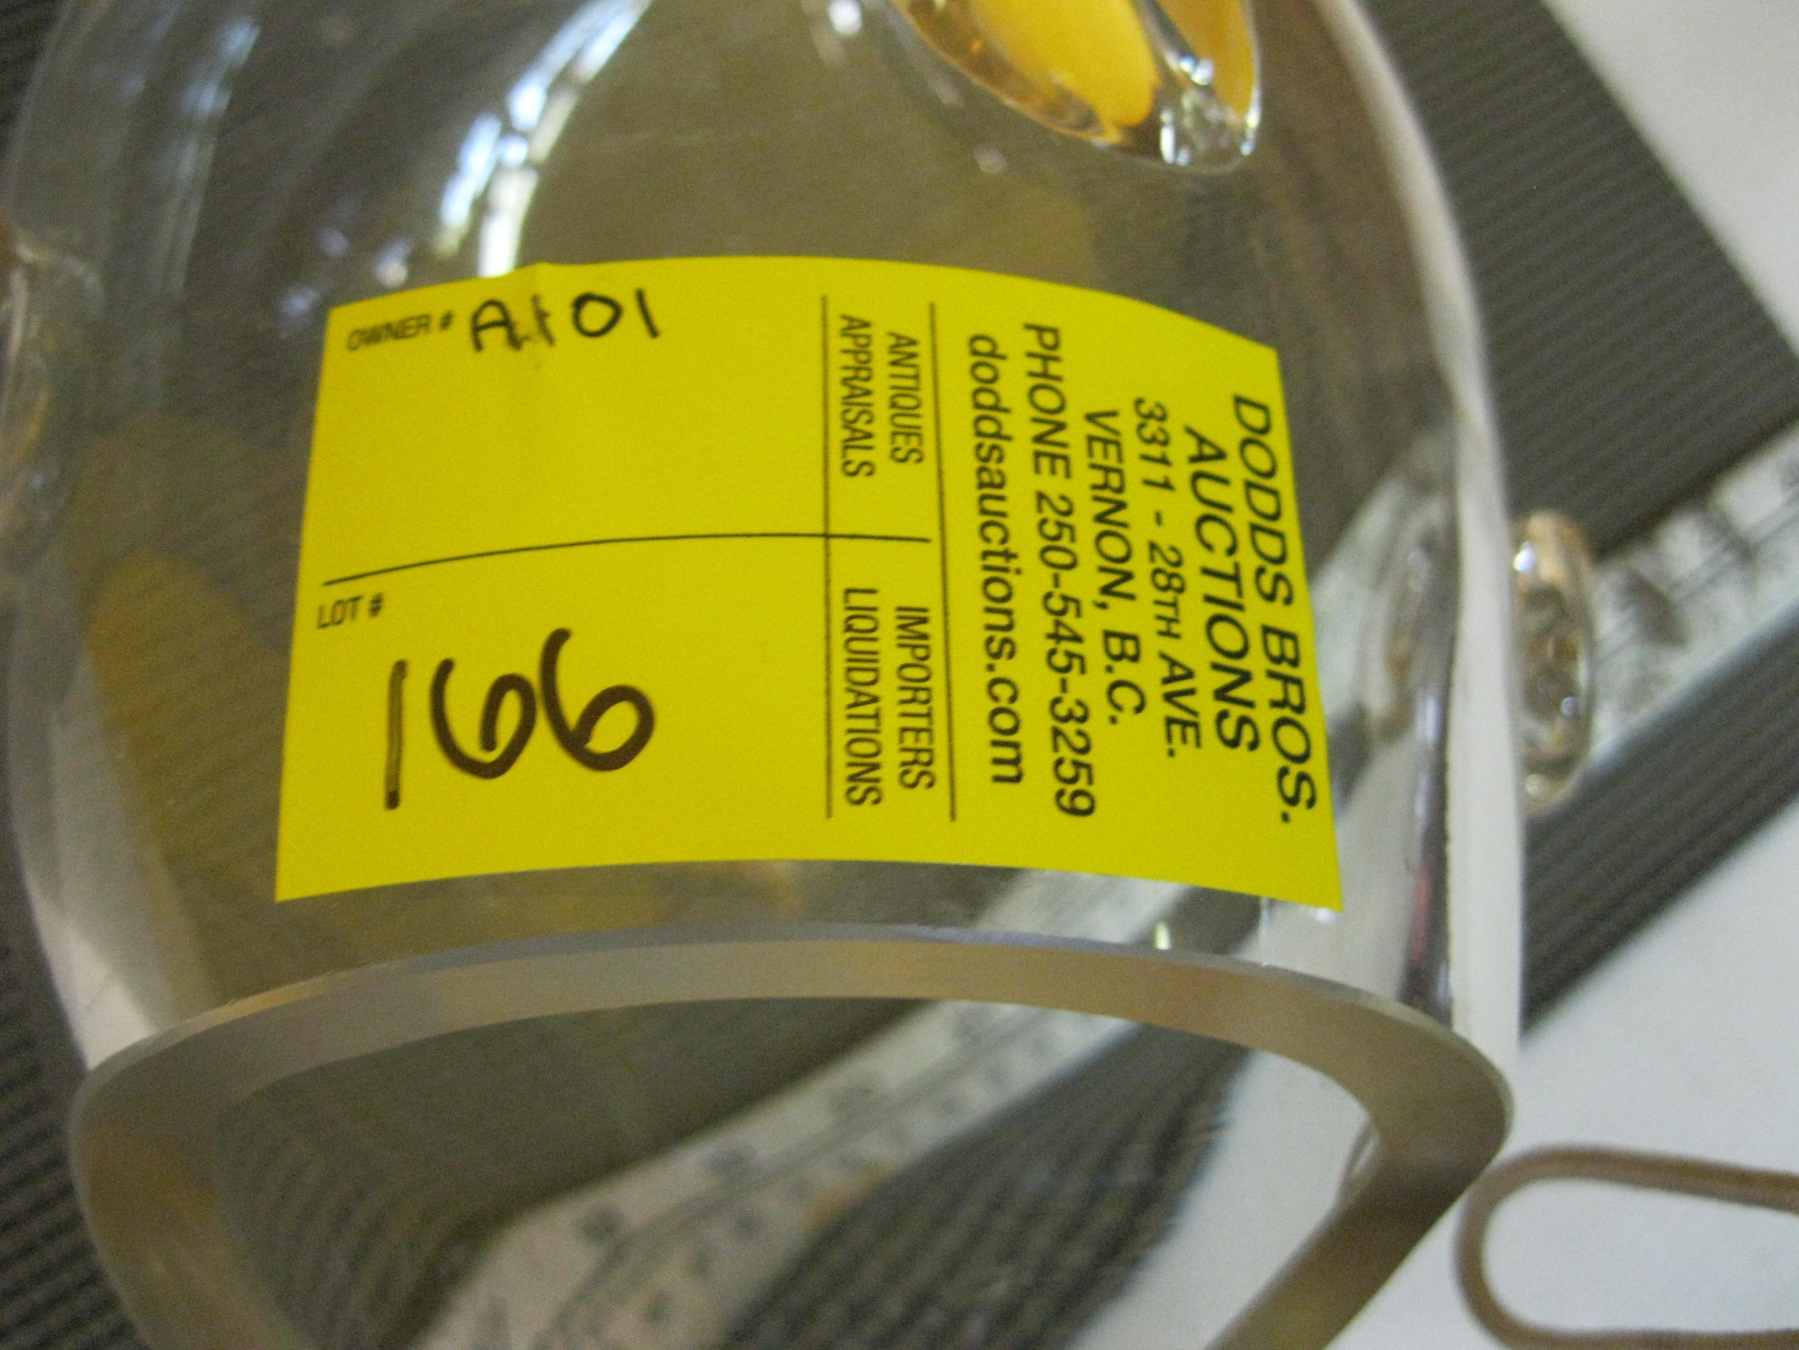 DODDS BROS.
AUCTIONS
3311 - 28TH AVE.
VERNON, B.C.
PHONE 250-545-3259
doddsauctions.com
ANTIQUES IMPORTERS
APPRAISALS LIQUIDATIONS
OWNER # A101
LOT # 166